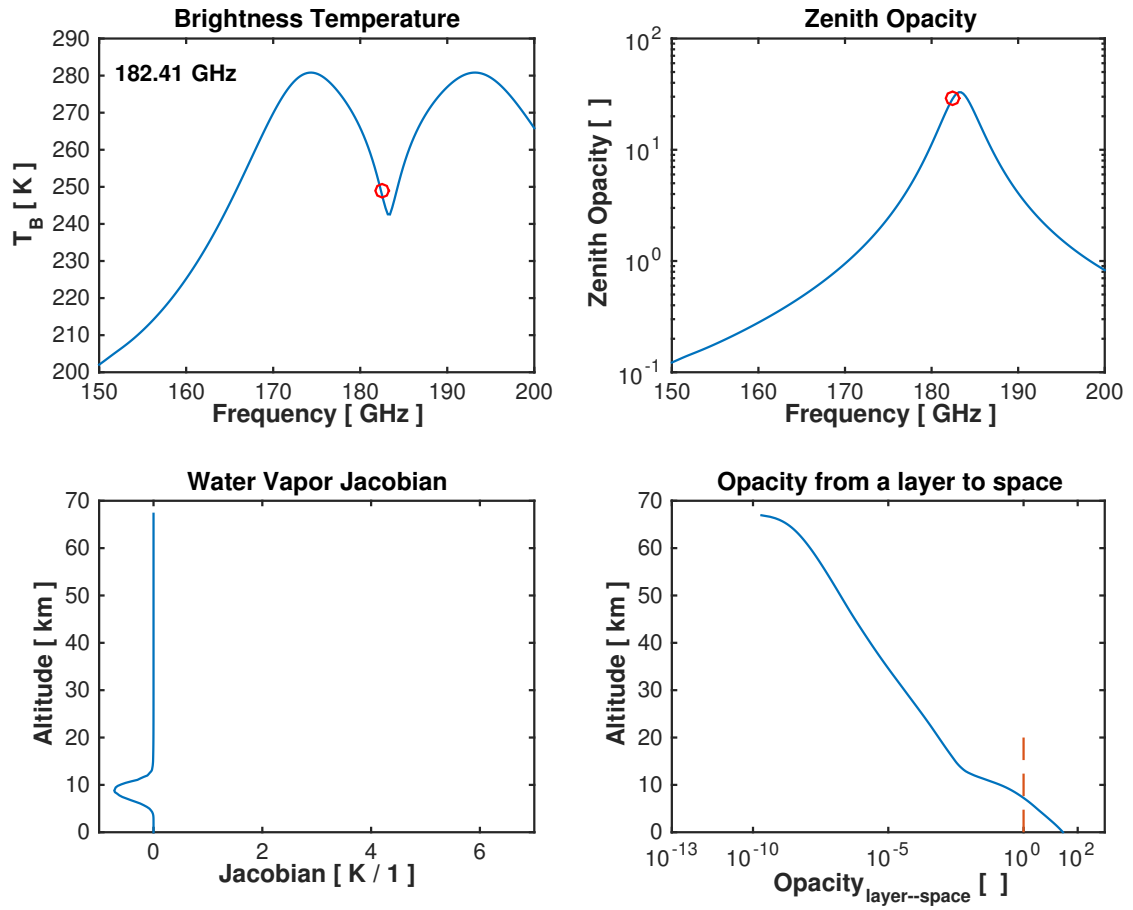 Brightness Temperature
182.41 GHz
T_B [ K ]
290
280
270
260
250
240
230
220
210
200
150 160 170 180 190 200
Frequency [ GHz ]
Zenith Opacity
Zenith Opacity [ ]
10^2
10^1
10^0
10^-1
150 160 170 180 190 200
Frequency [ GHz ]
Water Vapor Jacobian
Altitude [ km ]
70
60
50
40
30
20
10
0
0 2 4 6
Jacobian [ K / 1 ]
Opacity from a layer to space
Altitude [ km ]
70
60
50
40
30
20
10
0
10^-13 10^-10 10^-5 10^0 10^2
Opacity_layer--space [ ]